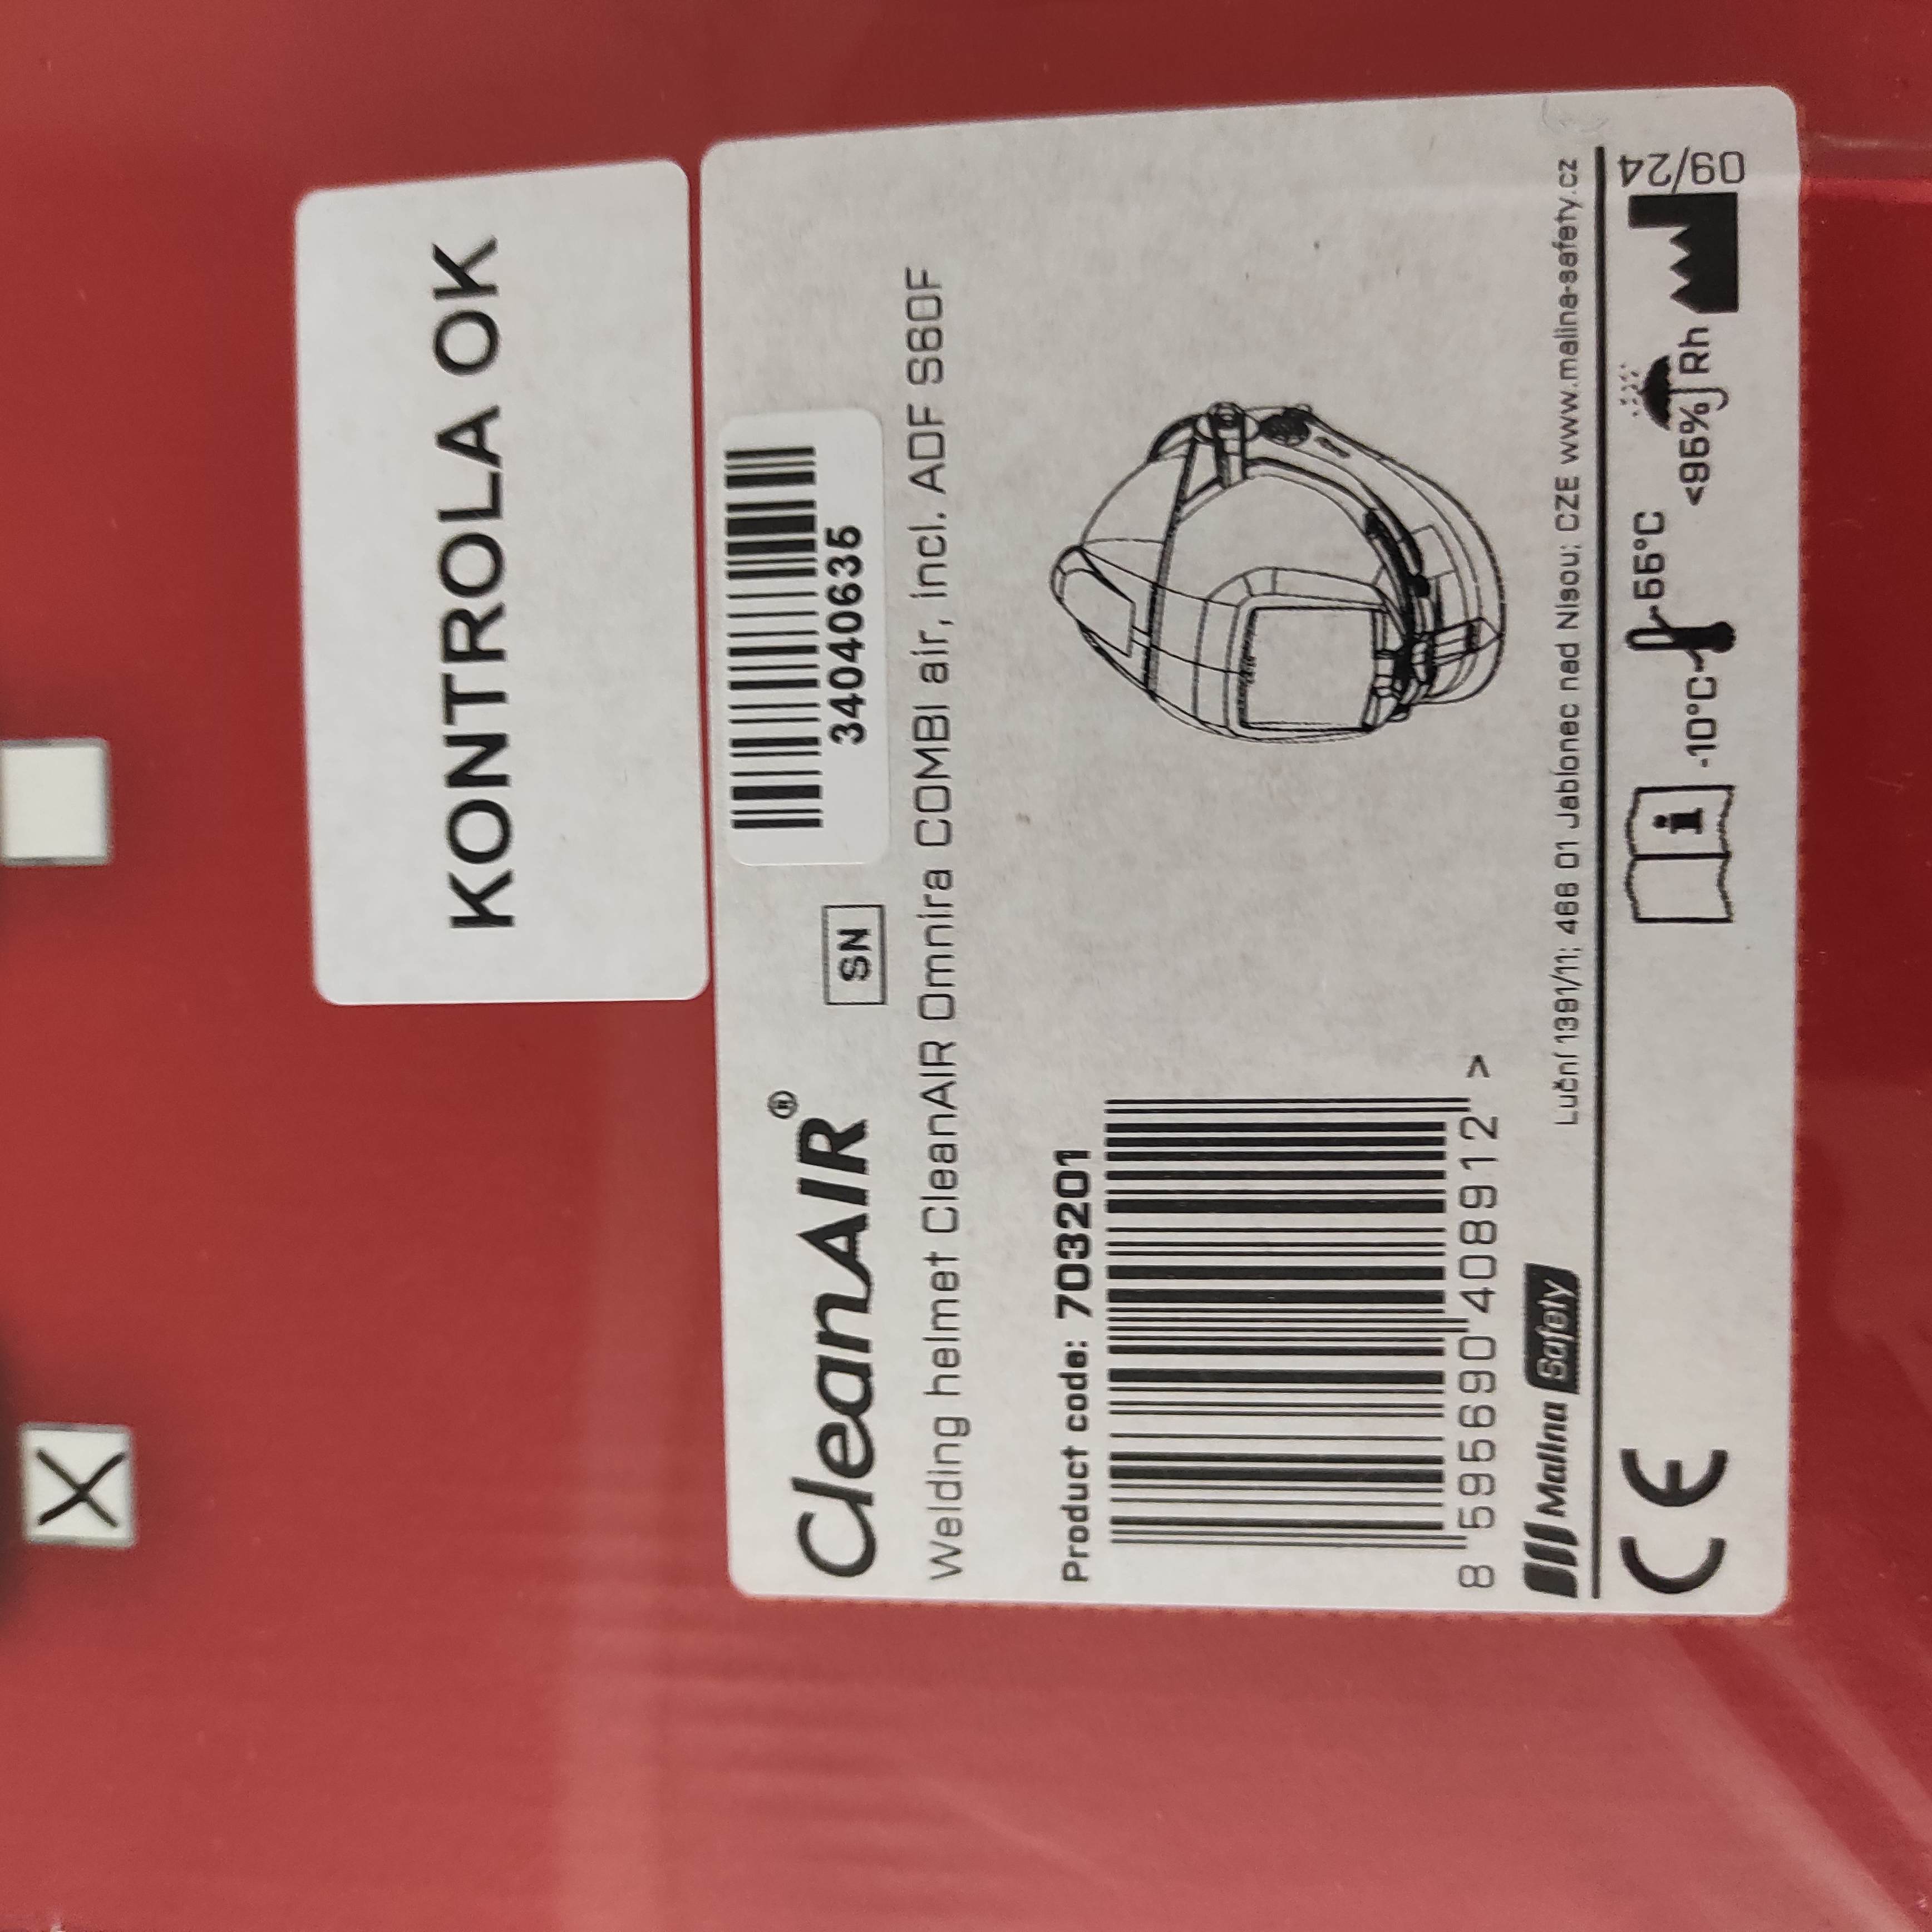 KONTROLA OK
CleanAIR®
SN
34040635
Welding helmet CleanAIR Omnira COMBI air, incl. ADF S60F
Product code: 703201
8 595690 408912 >
Malina Safety
Luční 1391/11; 466 01 Jablonec nad Nisou; CZE www.malina-safety.cz
CE
i
-10°C
55°C
<95% Rh
09/24